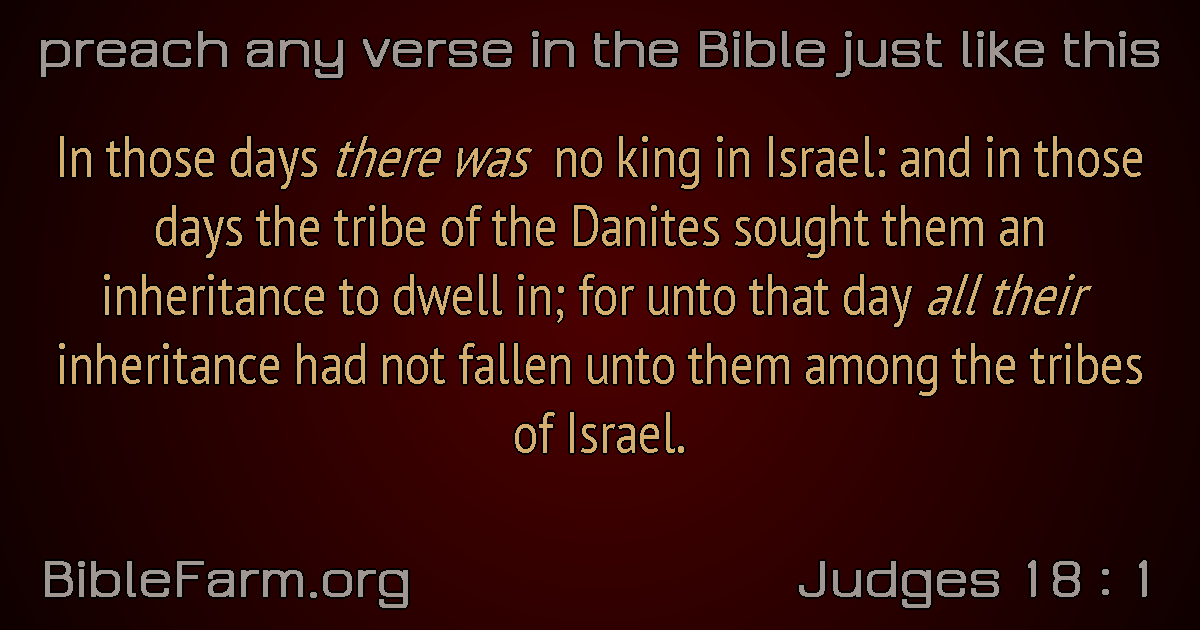 preach any verse in the Bible just like this
In those days there was no king in Israel: and in those
days the tribe of the Danites sought them an
inheritance to dwell in; for unto that day all their
inheritance had not fallen unto them among the tribes
of Israel.
BibleFarm.org
Judges 18 : 1